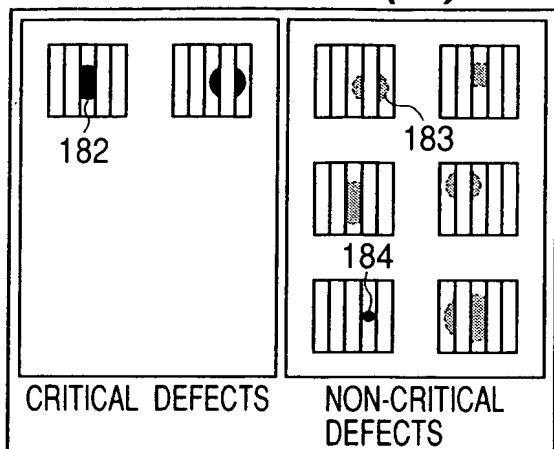 182
183
184
CRITICAL DEFECTS
NON-CRITICAL
DEFECTS